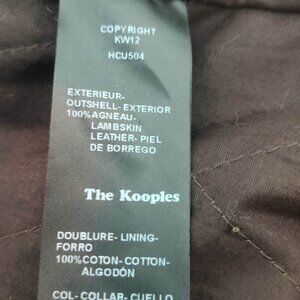 COPYRIGHT
KW12
HCU504
EXTERIEUR-
OUTSHELL-EXTERIOR
100%AGNEAU-
LAMBSKIN
LEATHER-PIEL
DE BORREGO
The Kooples
DOUBLURE- LINING-
FORRO
100%COTON-COTTON-
ALGODÓN
COL- COLLAR- CUELLO